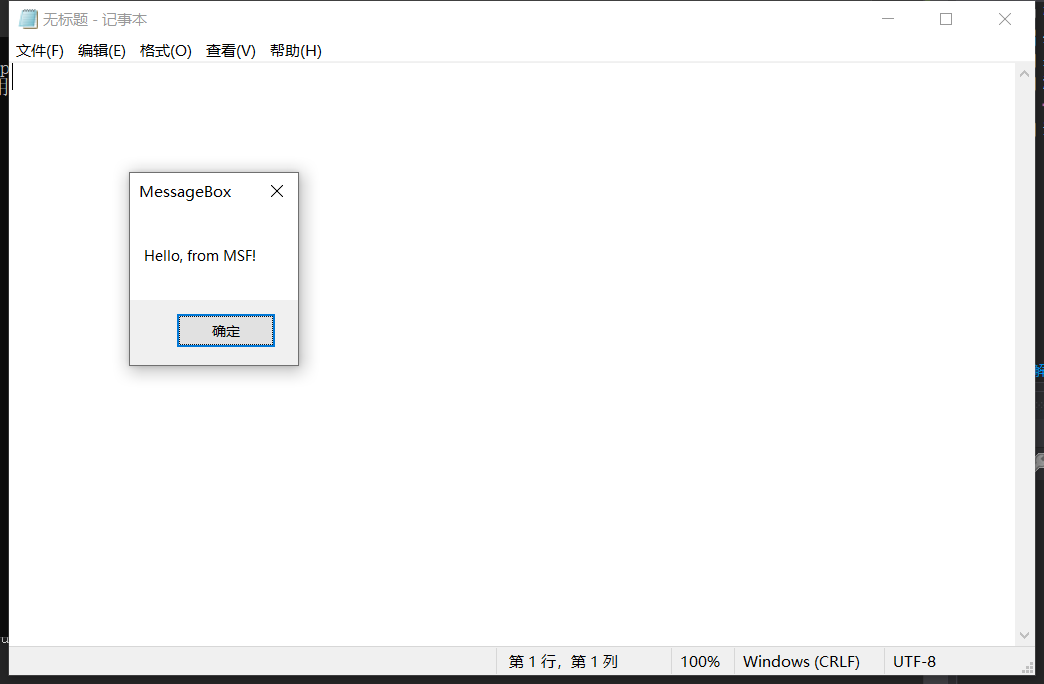 无标题 - 记事本
文件(F) 编辑(E) 格式(O) 查看(V) 帮助(H)
MessageBox
Hello, from MSF!
确定
第 1 行，第 1 列 100% Windows (CRLF) UTF-8